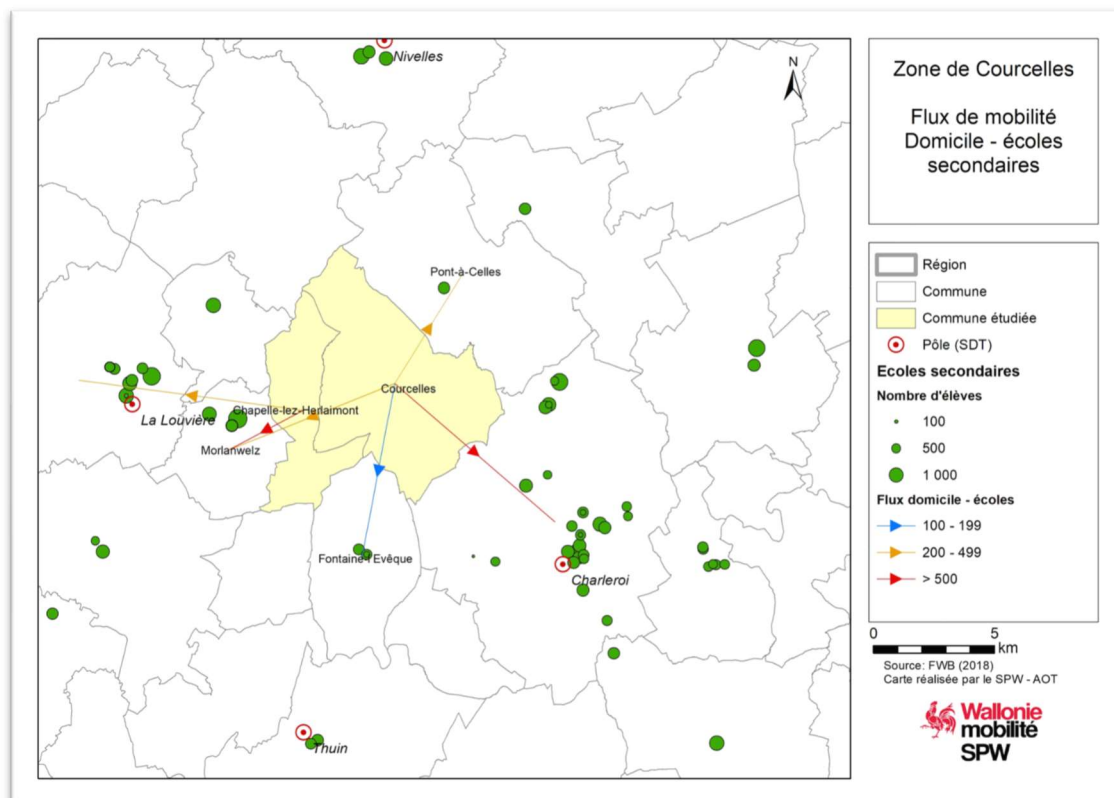 Nivelles
N
Pont-à-Celles
Courcelles
La Louvière
Chapelle-lez-Herlaimont
Morlanwelz
Fontaine-l'Evêque
Charleroi
Thuin
Zone de Courcelles
Flux de mobilité
Domicile - écoles
secondaires
Région
Commune
Commune étudiée
Pôle (SDT)
Ecoles secondaires
Nombre d'élèves
100
500
1 000
Flux domicile - écoles
100 - 199
200 - 499
> 500
0 5
km
Source: FWB (2018)
Carte réalisée par le SPW - AOT
Wallonie
mobilité
SPW